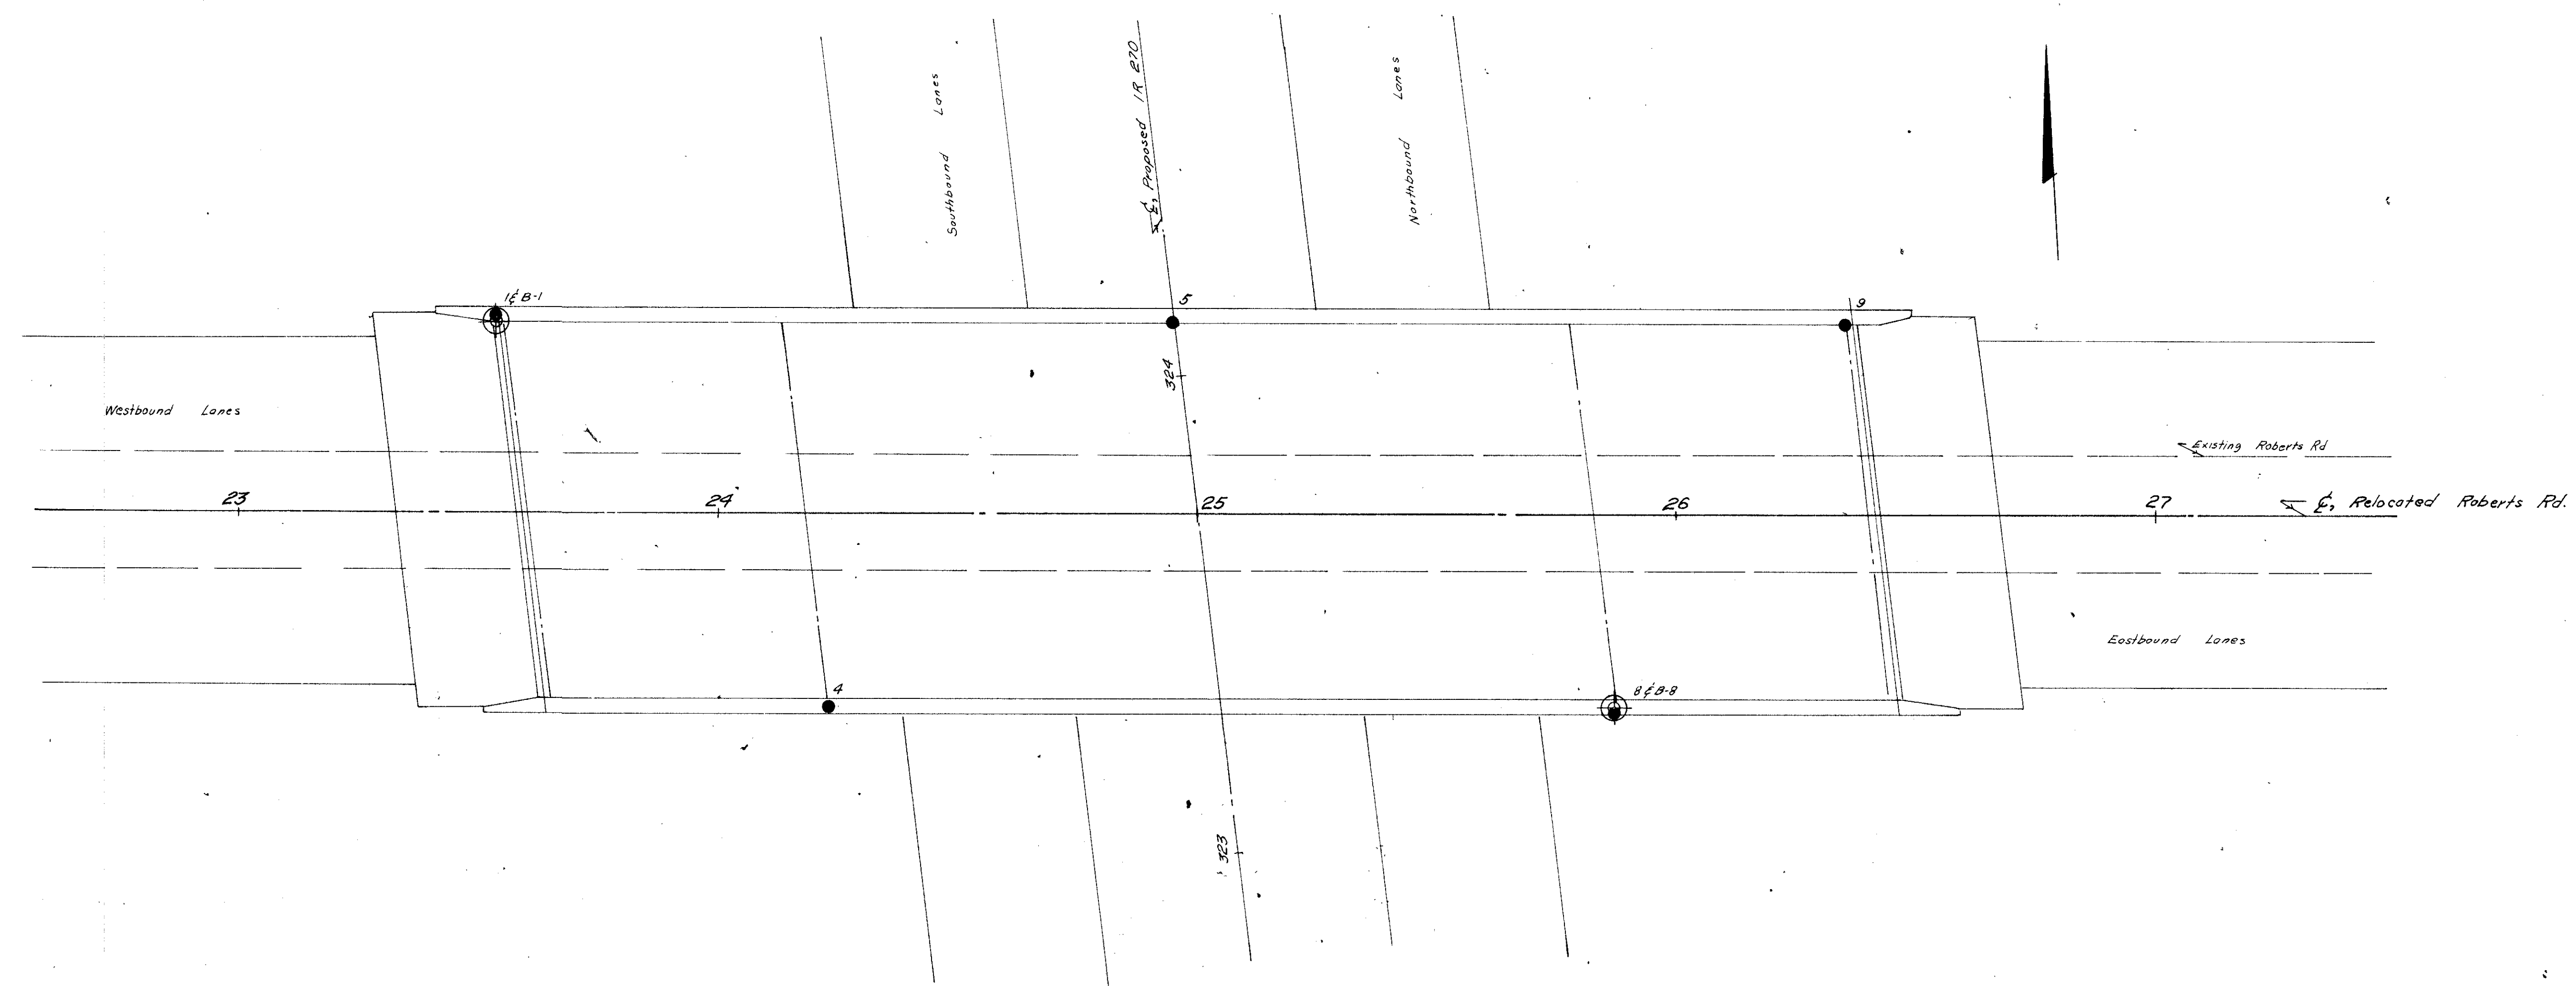 Southbound Lanes
℄, Proposed IR 270
Northbound Lanes
1 & B-1
5
9
324
Westbound Lanes
Existing Roberts Rd
23
24
25
26
27
℄, Relocated Roberts Rd.
Eastbound Lanes
4
8 & B-8
323